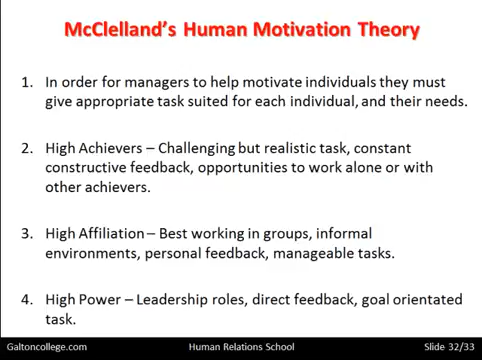 McClelland's Human Motivation Theory
1. In order for managers to help motivate individuals they must
give appropriate task suited for each individual, and their needs.
2. High Achievers – Challenging but realistic task, constant
constructive feedback, opportunities to work alone or with
other achievers.
3. High Affiliation – Best working in groups, informal
environments, personal feedback, manageable tasks.
4. High Power – Leadership roles, direct feedback, goal orientated
task.
Galtoncollege.com Human Relations School Slide 32/33